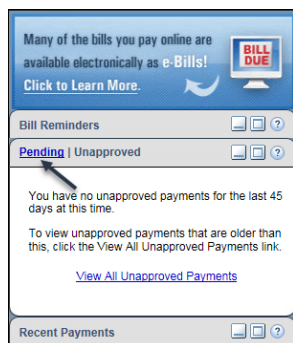 Many of the bills you pay online are
available electronically as e-Bills!
Click to Learn More.
BILL
DUE
Bill Reminders
?
Pending | Unapproved
?
You have no unapproved payments for the last 45
days at this time.
To view unapproved payments that are older than
this, click the View All Unapproved Payments link.
View All Unapproved Payments
Recent Payments
?